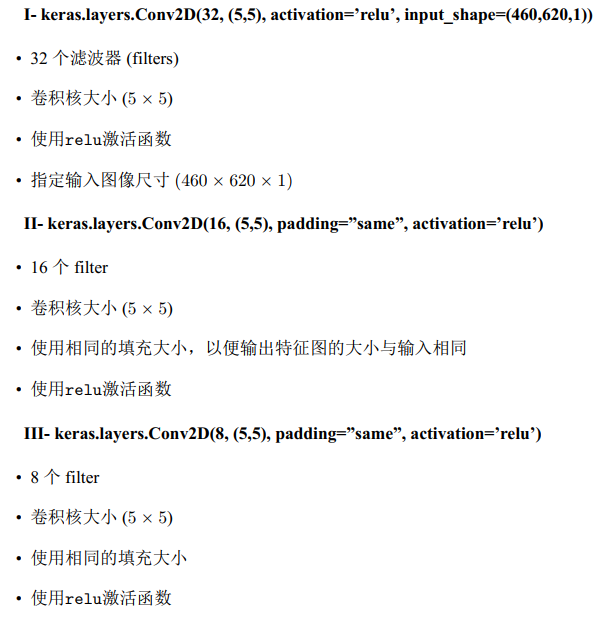 I- keras.layers.Conv2D(32, (5,5), activation=’relu’, input_shape=(460,620,1))
• 32 个滤波器 (filters)
• 卷积核大小 (5 × 5)
• 使用relu激活函数
• 指定输入图像尺寸 (460 × 620 × 1)
II- keras.layers.Conv2D(16, (5,5), padding=”same”, activation=’relu’)
• 16 个 filter
• 卷积核大小 (5 × 5)
• 使用相同的填充大小，以便输出特征图的大小与输入相同
• 使用relu激活函数
III- keras.layers.Conv2D(8, (5,5), padding=”same”, activation=’relu’)
• 8 个 filter
• 卷积核大小 (5 × 5)
• 使用相同的填充大小
• 使用relu激活函数